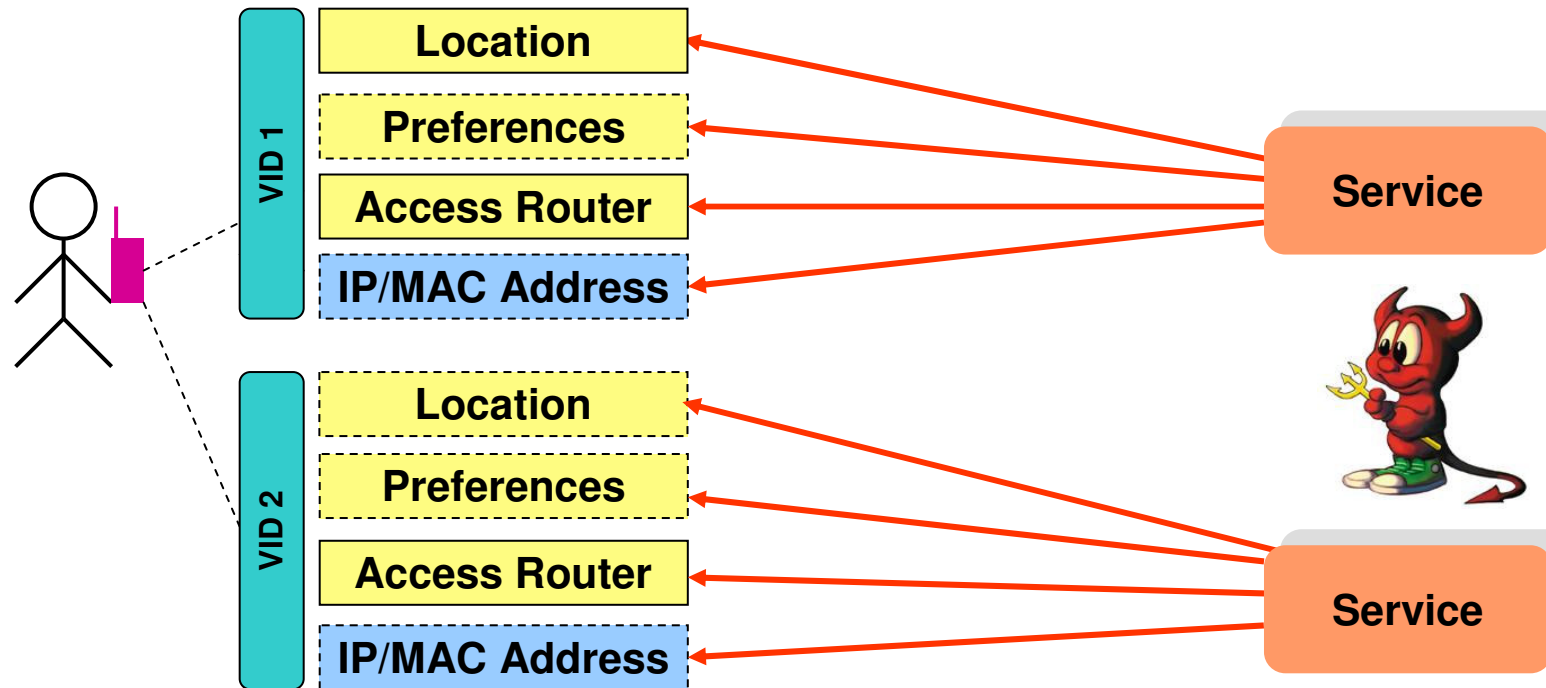 VID 1
Location
Preferences
Access Router
IP/MAC Address
Service
VID 2
Location
Preferences
Access Router
IP/MAC Address
Service